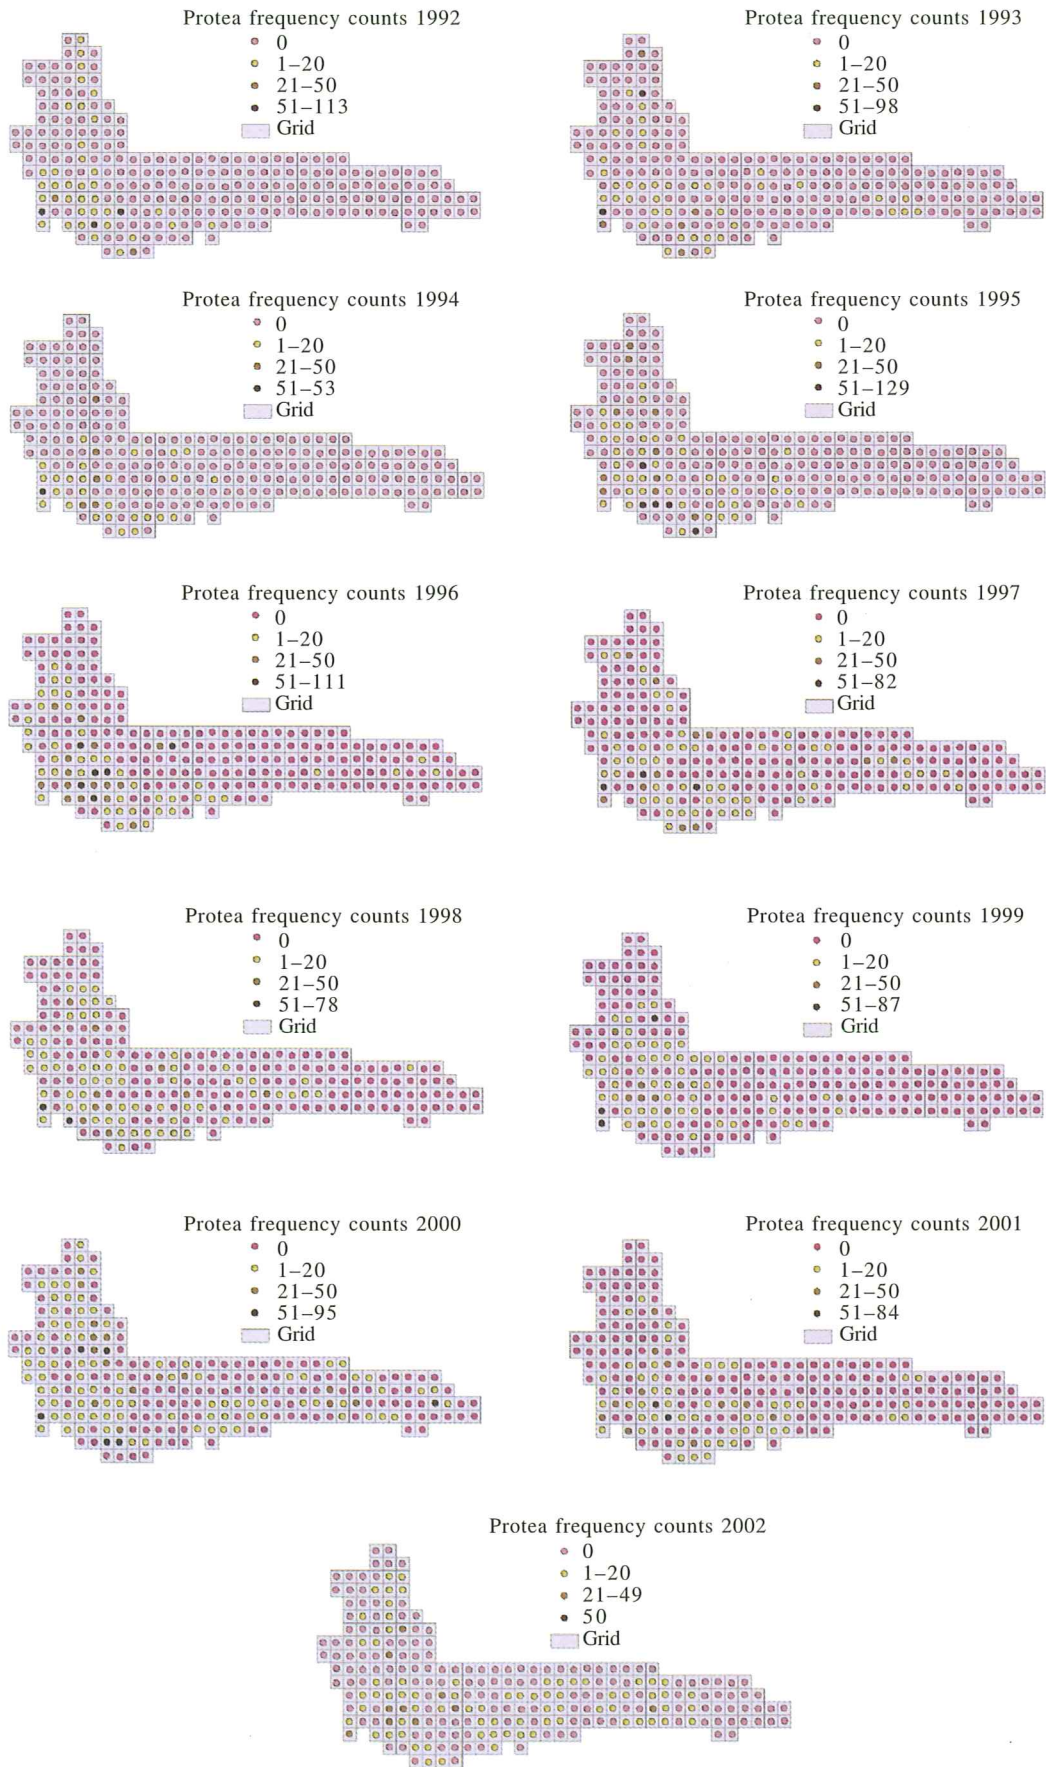 Protea frequency counts 1992
0
1–20
21–50
51–113
Grid
Protea frequency counts 1993
0
1–20
21–50
51–98
Grid
Protea frequency counts 1994
0
1–20
21–50
51–53
Grid
Protea frequency counts 1995
0
1–20
21–50
51–129
Grid
Protea frequency counts 1996
0
1–20
21–50
51–111
Grid
Protea frequency counts 1997
0
1–20
21–50
51–82
Grid
Protea frequency counts 1998
0
1–20
21–50
51–78
Grid
Protea frequency counts 1999
0
1–20
21–50
51–87
Grid
Protea frequency counts 2000
0
1–20
21–50
51–95
Grid
Protea frequency counts 2001
0
1–20
21–50
51–84
Grid
Protea frequency counts 2002
0
1–20
21–49
50
Grid